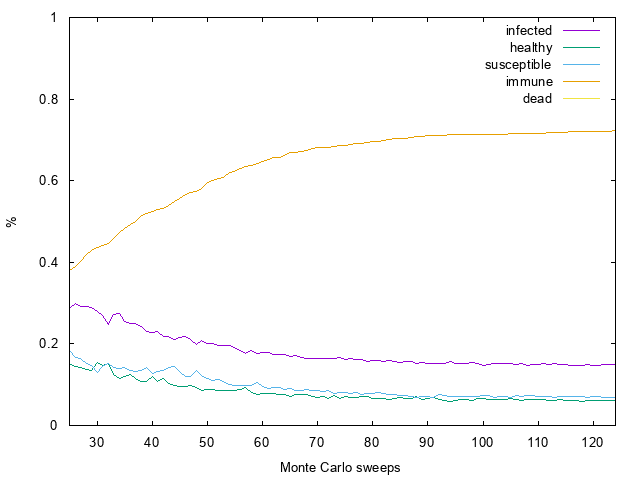 1
0.8
0.6
0.4
0.2
0
%
30 40 50 60 70 80 90 100 110 120
Monte Carlo sweeps
infected
healthy
susceptible
immune
dead